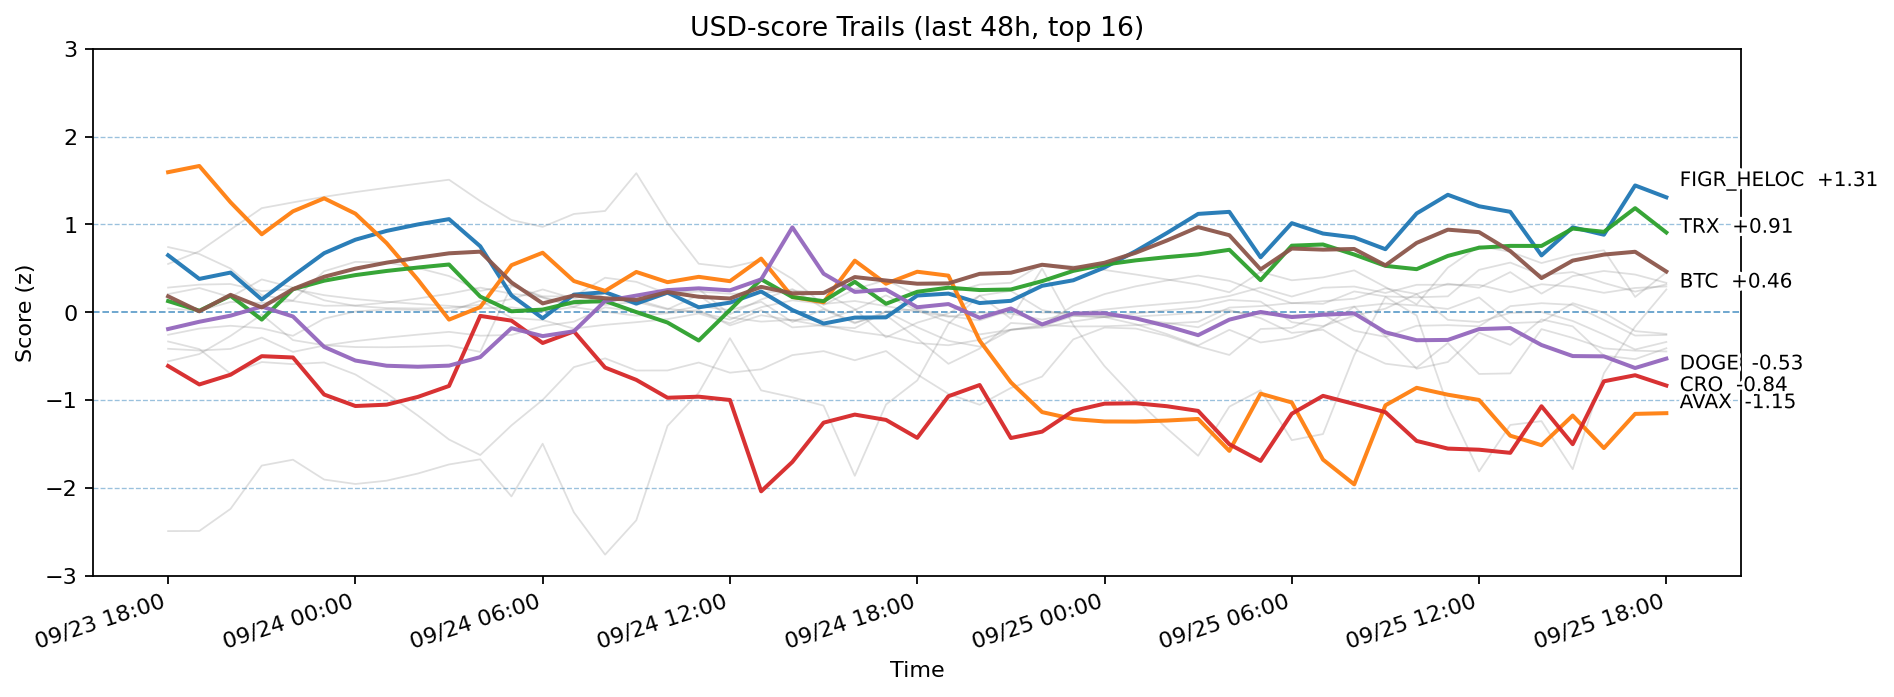 USD-score Trails (last 48h, top 16)
Score (z)
3
2
1
0
−1
−2
−3
FIGR_HELOC +1.31
TRX +0.91
BTC +0.46
DOGE -0.53
CRO -0.84
AVAX -1.15
09/23 18:00
09/24 00:00
09/24 06:00
09/24 12:00
09/24 18:00
09/25 00:00
09/25 06:00
09/25 12:00
09/25 18:00
Time